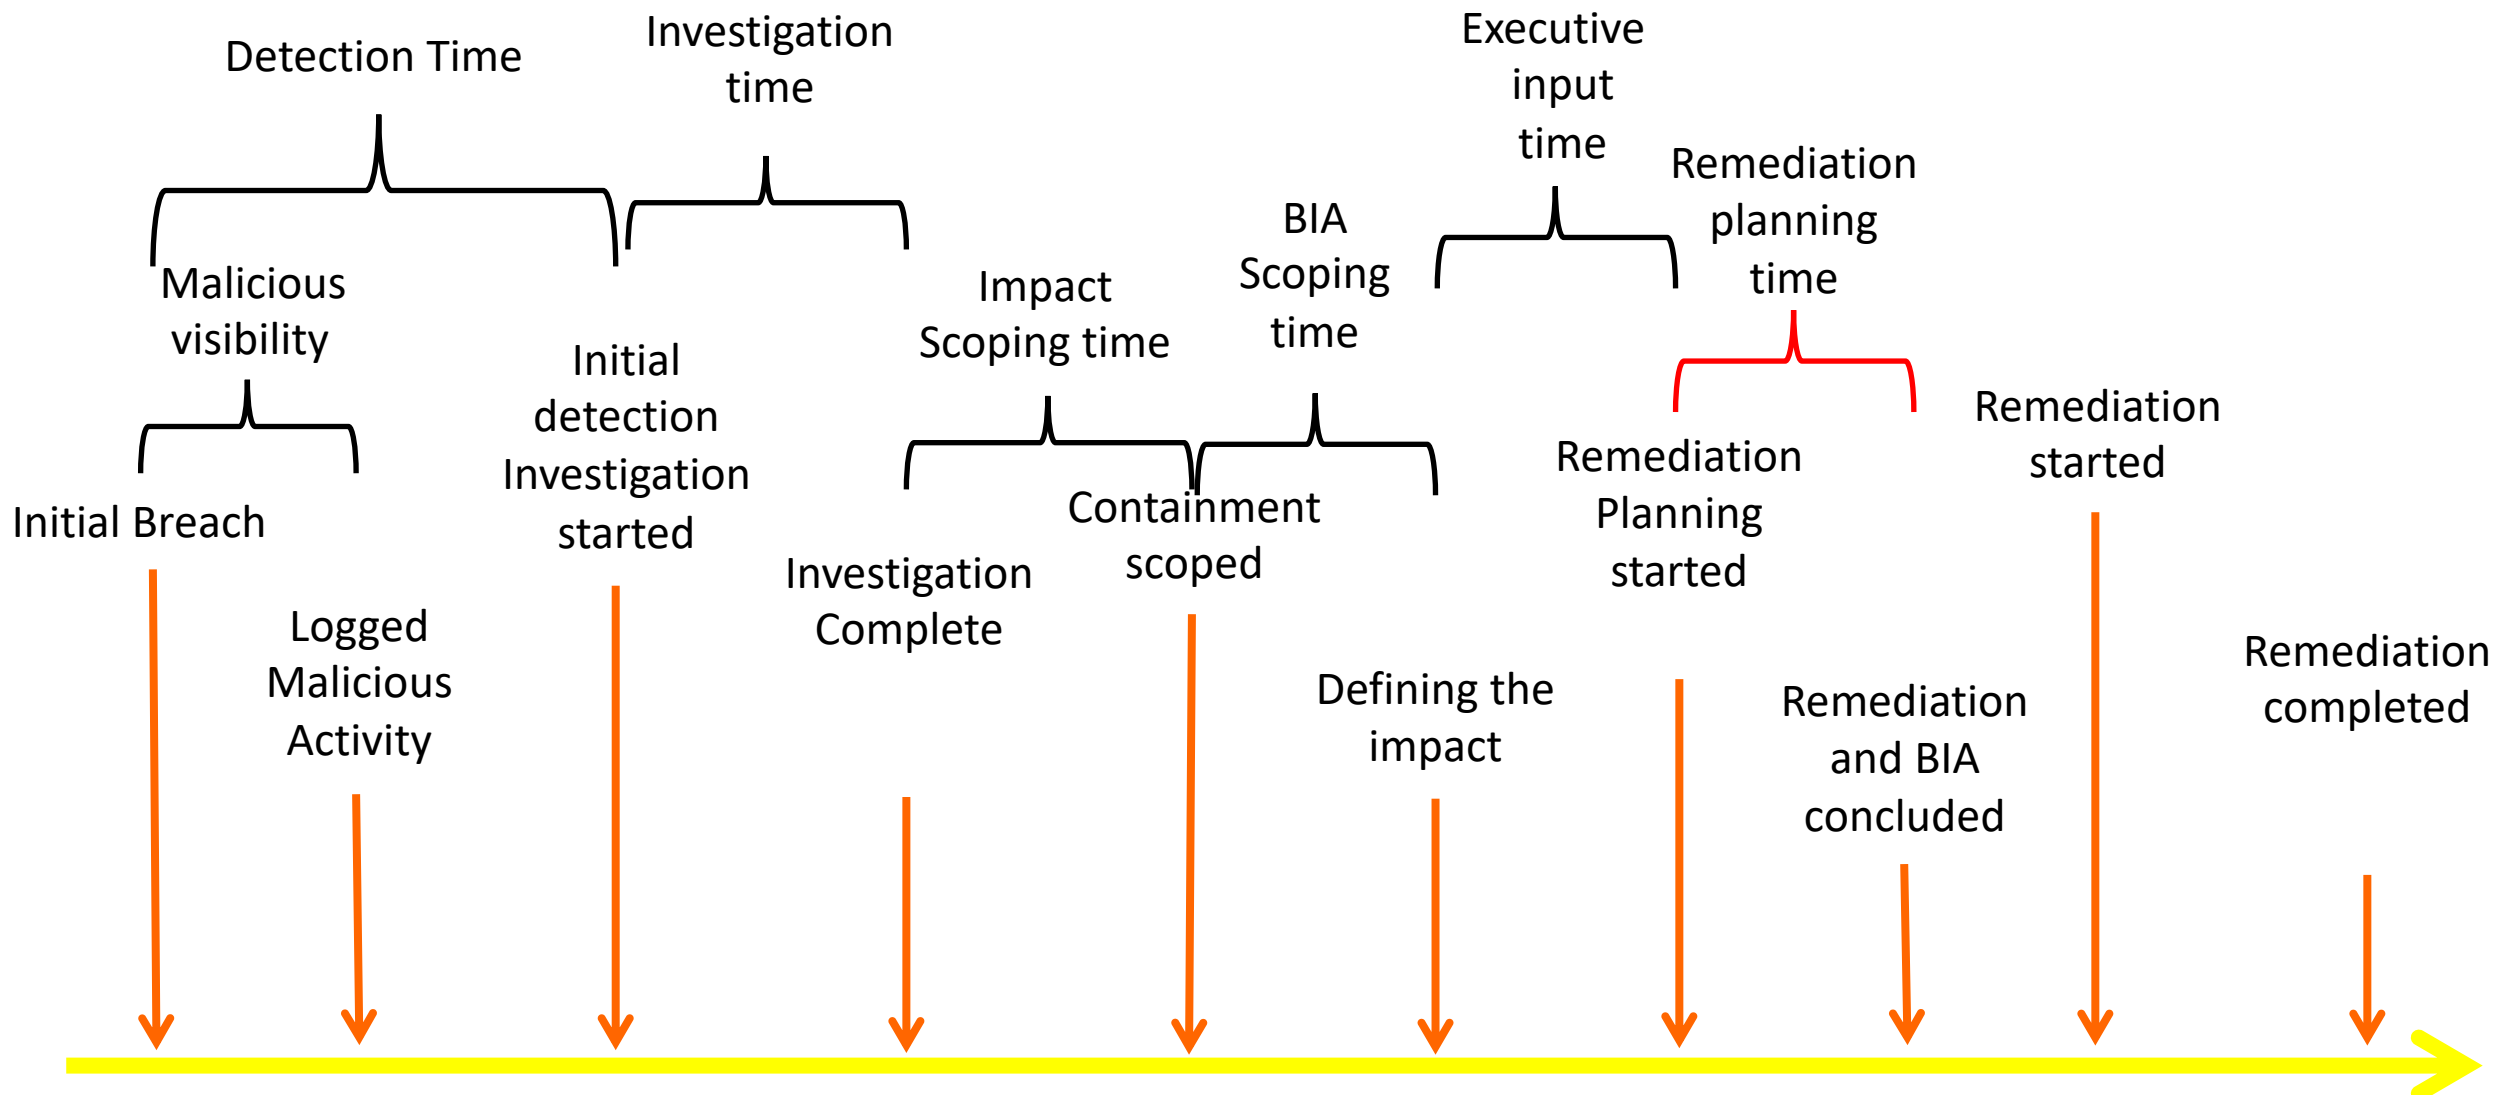 Detection Time
Investigation
time
Executive
input
time
Remediation
planning
time
BIA
Scoping
time
Malicious
visibility
Impact
Scoping time
Initial
detection
Investigation
started
Remediation
started
Remediation
Planning
started
Initial Breach
Containment
scoped
Investigation
Complete
Logged
Malicious
Activity
Defining the
impact
Remediation
and BIA
concluded
Remediation
completed